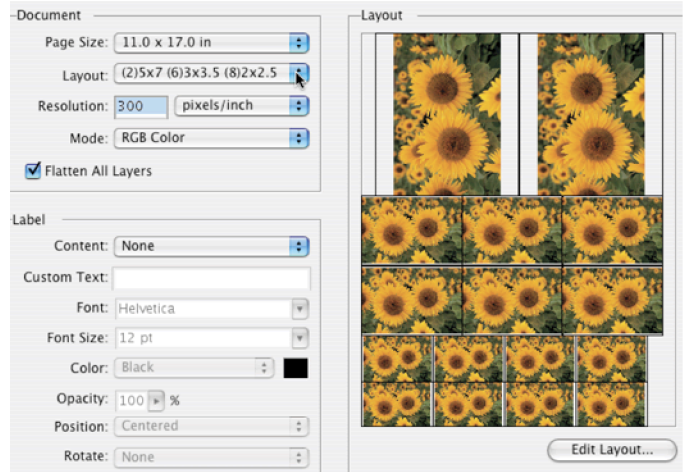 Document
Page Size: 11.0 x 17.0 in
Layout: (2)5x7 (6)3x3.5 (8)2x2.5
Resolution: 300 pixels/inch
Mode: RGB Color
Flatten All Layers
Label
Content: None
Custom Text:
Font: Helvetica
Font Size: 12 pt
Color: Black
Opacity: 100 %
Position: Centered
Rotate: None
Layout
Edit Layout...